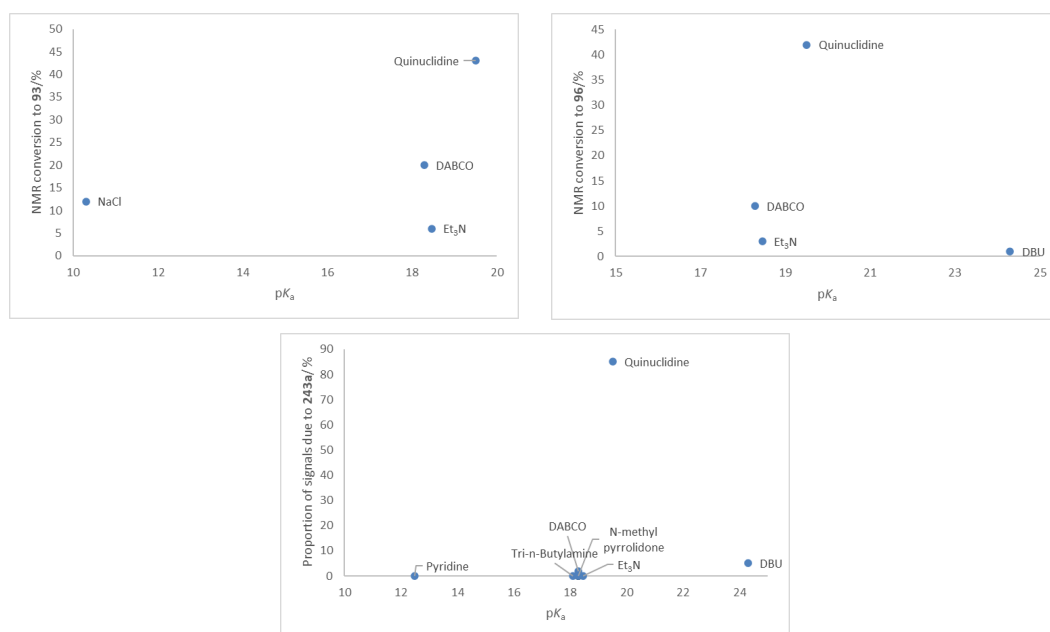 NMR conversion to 93/%
50
45
40
35
30
25
20
15
10
5
0
Quinuclidine
DABCO
NaCl
Et₃N
10 12 14 16 18 20
pKa
NMR conversion to 96/%
45
40
35
30
25
20
15
10
5
0
Quinuclidine
DABCO
Et₃N
DBU
15 17 19 21 23 25
pKa
Proportion of signals due to 243a/%
90
80
70
60
50
40
30
20
10
0
Quinuclidine
DABCO
N-methyl
pyrrolidone
Tri-n-Butylamine
Pyridine
Et₃N
DBU
10 12 14 16 18 20 22 24
pKa